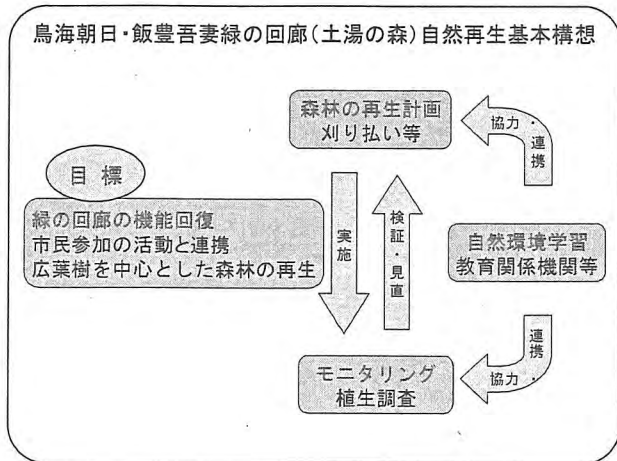 鳥海朝日・飯豊吾妻緑の回廊(土湯の森)自然再生基本構想
森林の再生計画
刈り払い等
協力・連携
目標
緑の回廊の機能回復
市民参加の活動と連携
広葉樹を中心とした森林の再生
実施
検証・見直
自然環境学習
教育関係機関等
モニタリング
植生調査
連携・協力